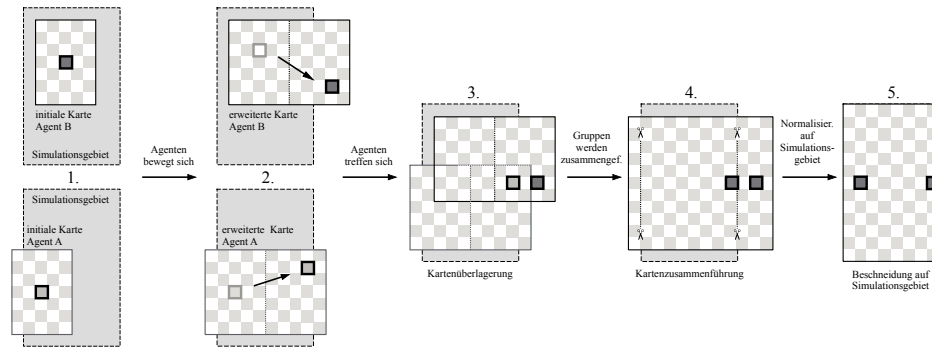 initiale Karte
Agent B
Simulationsgebiet
1.
Simulationsgebiet
initiale Karte
Agent A
Agenten
bewegt sich
erweiterte Karte
Agent B
2.
erweiterte Karte
Agent A
Agenten
treffen sich
3.
Kartenüberlagerung
Gruppen
werden
zusammengef.
4.
Kartenzusammenführung
Normalisier.
auf
Simulations-
gebiet
5.
Beschneidung auf
Simulationsgebiet